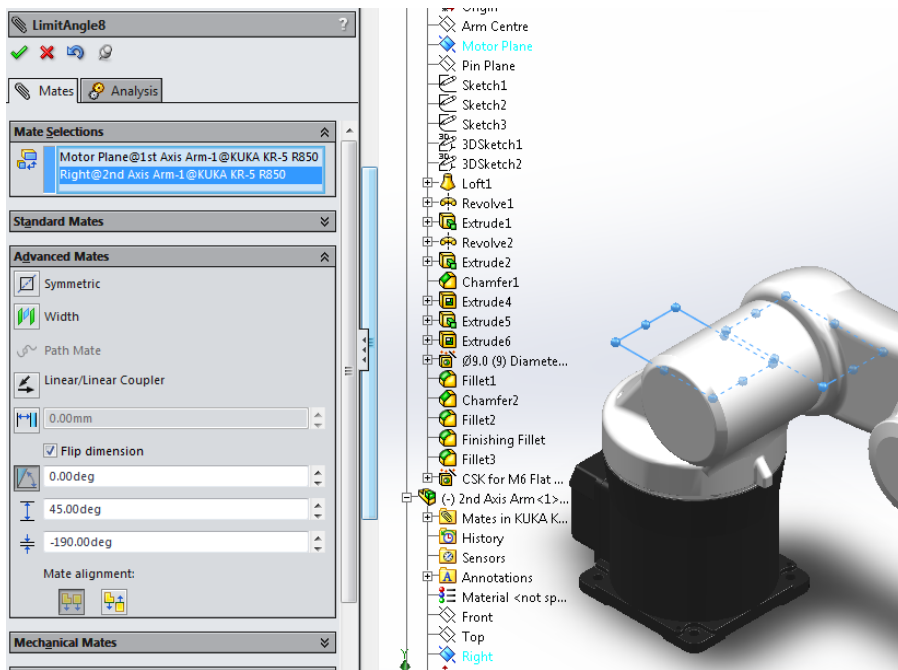 LimitAngle8 ?
Mates Analysis
Mate Selections
Motor Plane@1st Axis Arm-1@KUKA KR-5 R850
Right@2nd Axis Arm-1@KUKA KR-5 R850
Standard Mates
Advanced Mates
Symmetric
Width
Path Mate
Linear/Linear Coupler
0.00mm
Flip dimension
0.00deg
45.00deg
-190.00deg
Mate alignment:
Mechanical Mates
Origin
Arm Centre
Motor Plane
Pin Plane
Sketch1
Sketch2
Sketch3
3D 3DSketch1
3D 3DSketch2
Loft1
Revolve1
Extrude1
Revolve2
Extrude2
Chamfer1
Extrude4
Extrude5
Extrude6
Ø9.0 (9) Diamete...
Fillet1
Chamfer2
Fillet2
Finishing Fillet
Fillet3
CSK for M6 Flat ...
(-) 2nd Axis Arm<1>...
Mates in KUKA K...
History
Sensors
A Annotations
Material <not sp...
Front
Top
Y Right